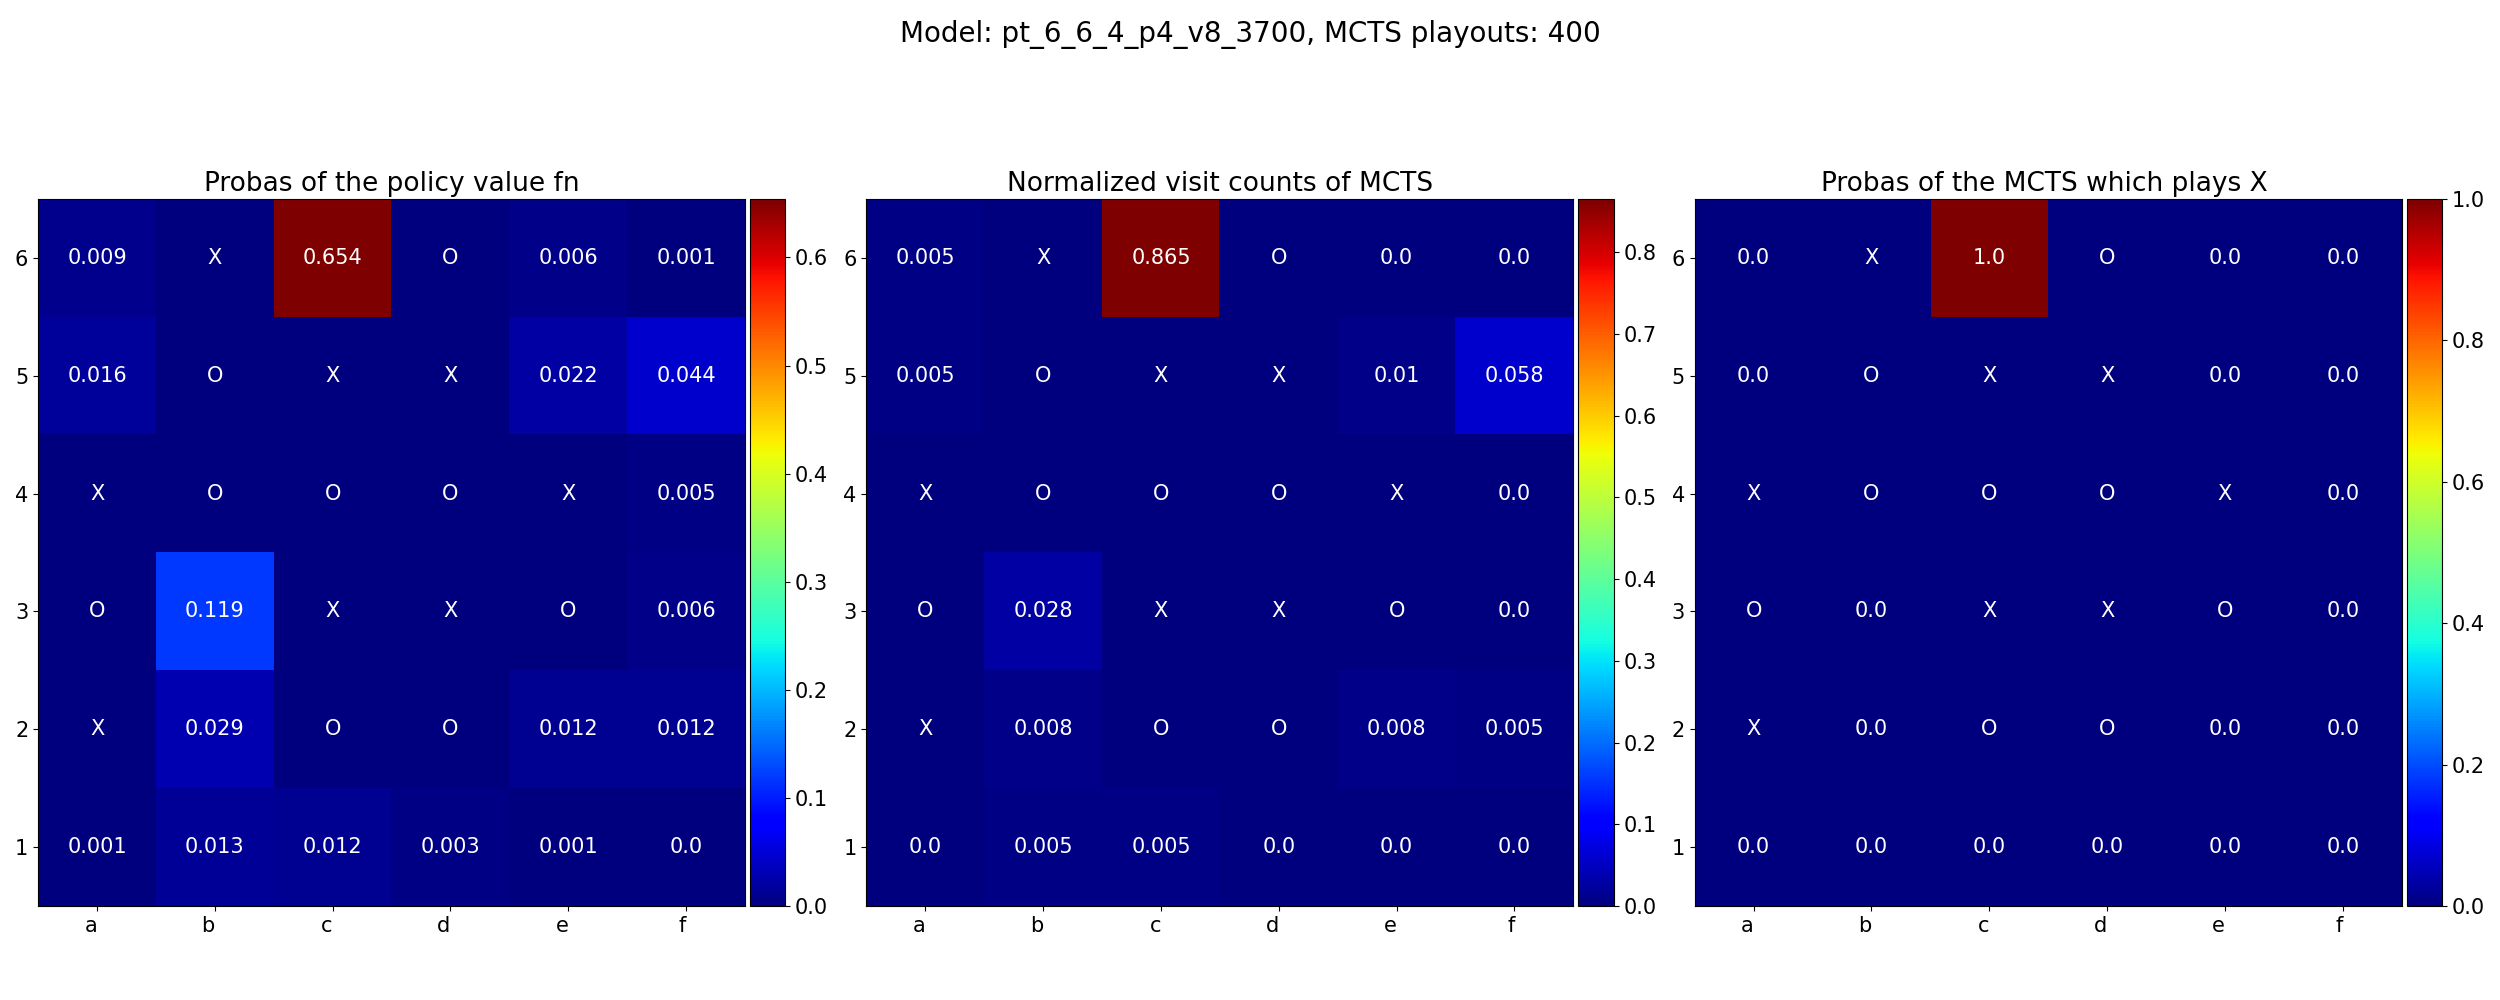 Model: pt_6_6_4_p4_v8_3700, MCTS playouts: 400
Probas of the policy value fn
6 0.009 X 0.654 O 0.006 0.001
5 0.016 O X X 0.022 0.044
4 X O O O X 0.005
3 O 0.119 X X O 0.006
2 X 0.029 O O 0.012 0.012
1 0.001 0.013 0.012 0.003 0.001 0.0
a b c d e f
0.6
0.5
0.4
0.3
0.2
0.1
0.0
Normalized visit counts of MCTS
6 0.005 X 0.865 O 0.0 0.0
5 0.005 O X X 0.01 0.058
4 X O O O X 0.0
3 O 0.028 X X O 0.0
2 X 0.008 O O 0.008 0.005
1 0.0 0.005 0.005 0.0 0.0 0.0
a b c d e f
0.8
0.7
0.6
0.5
0.4
0.3
0.2
0.1
0.0
Probas of the MCTS which plays X
6 0.0 X 1.0 O 0.0 0.0
5 0.0 O X X 0.0 0.0
4 X O O O X 0.0
3 O 0.0 X X O 0.0
2 X 0.0 O O 0.0 0.0
1 0.0 0.0 0.0 0.0 0.0 0.0
a b c d e f
1.0
0.8
0.6
0.4
0.2
0.0